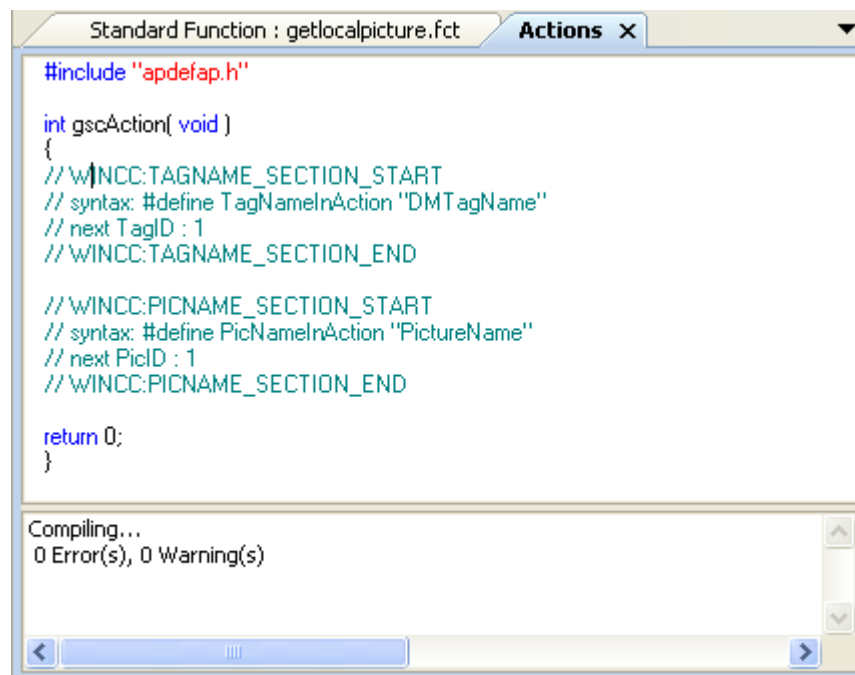 Standard Function : getlocalpicture.fct
Actions X
#include "apdefap.h"
int gscAction( void )
{
// WINCC:TAGNAME_SECTION_START
// syntax: #define TagNameInAction "DMTagName"
// next TagID : 1
// WINCC:TAGNAME_SECTION_END
// WINCC:PICNAME_SECTION_START
// syntax: #define PicNameInAction "PictureName"
// next PicID : 1
// WINCC:PICNAME_SECTION_END
return 0;
}
Compiling...
0 Error(s), 0 Warning(s)